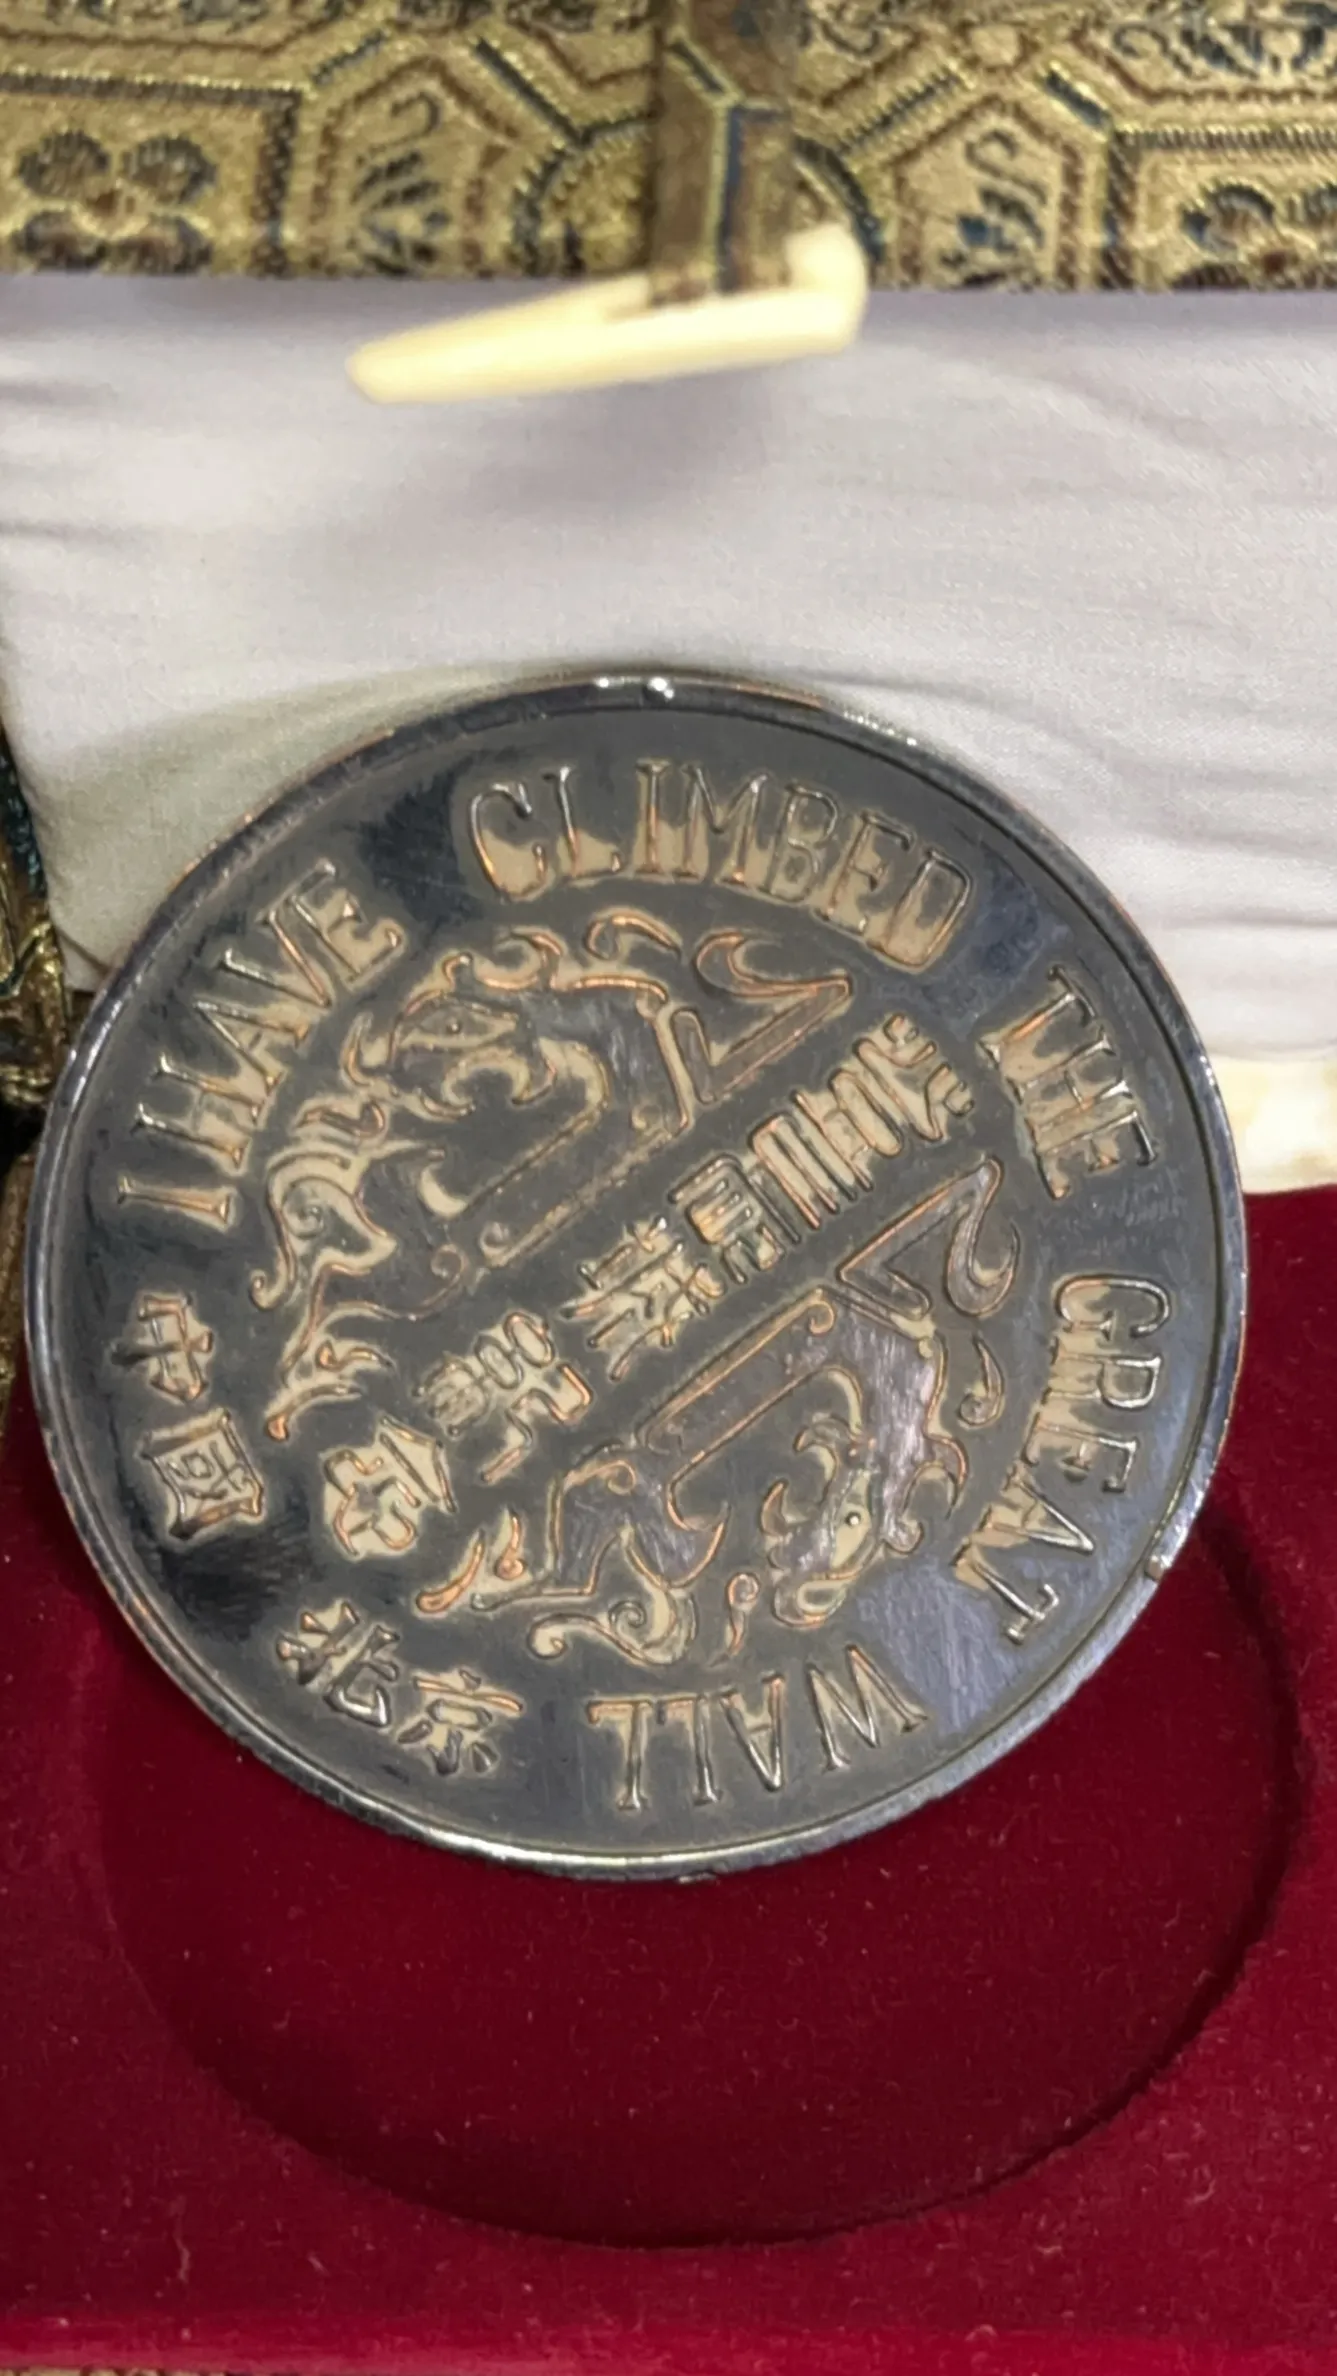 I HAVE CLIMBED THE GREAT WALL
中國 北京